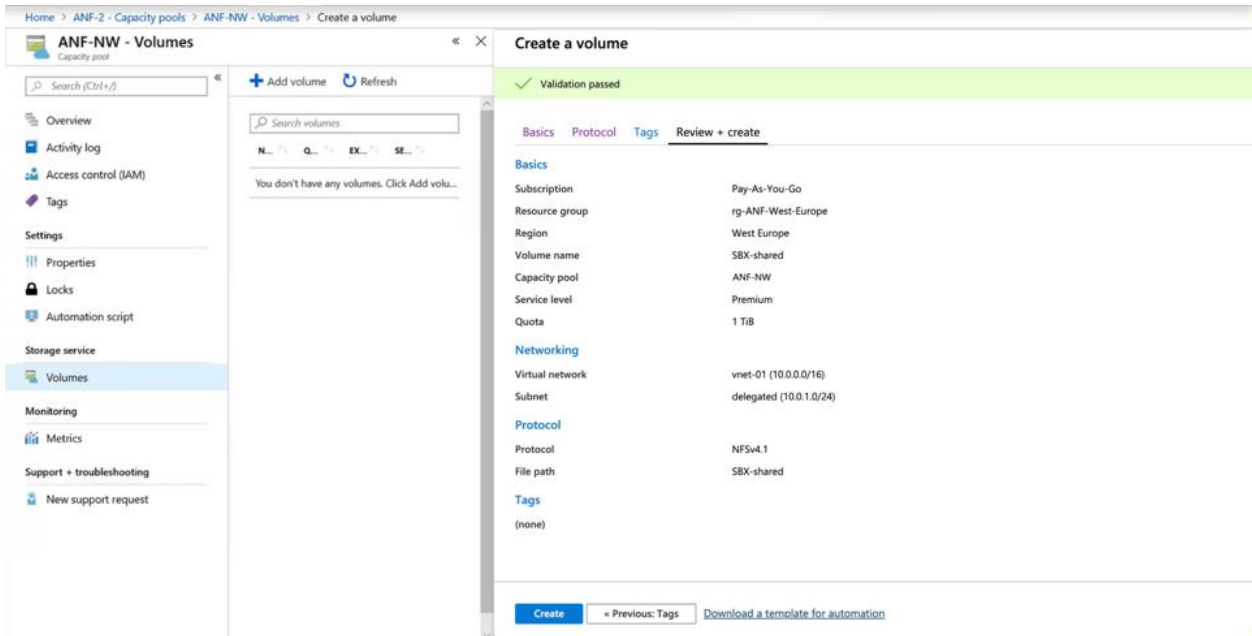 Home > ANF-2 - Capacity pools > ANF-NW - Volumes > Create a volume
ANF-NW - Volumes
Capacity pool
Search (Ctrl+/)
Overview
Activity log
Access control (IAM)
Tags
Settings
Properties
Locks
Automation script
Storage service
Volumes
Monitoring
Metrics
Support + troubleshooting
New support request
Add volume Refresh
Search volumes
N... Q... EX... SE...
You don't have any volumes. Click Add volu...
Create a volume
Validation passed
Basics Protocol Tags Review + create
Basics
Subscription Pay-As-You-Go
Resource group rg-ANF-West-Europe
Region West Europe
Volume name SBX-shared
Capacity pool ANF-NW
Service level Premium
Quota 1 TiB
Networking
Virtual network vnet-01 (10.0.0.0/16)
Subnet delegated (10.0.1.0/24)
Protocol
Protocol NFSv4.1
File path SBX-shared
Tags
(none)
Create « Previous: Tags Download a template for automation